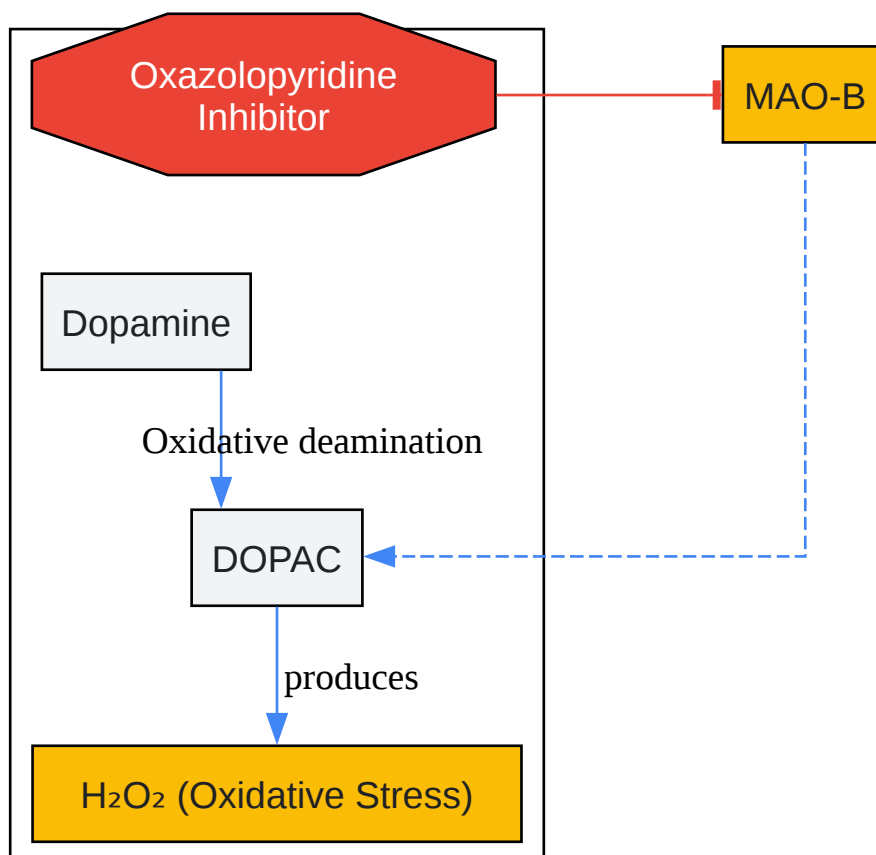 Oxazolopyridine
Inhibitor
MAO-B
Dopamine
Oxidative deamination
DOPAC
produces
H₂O₂ (Oxidative Stress)